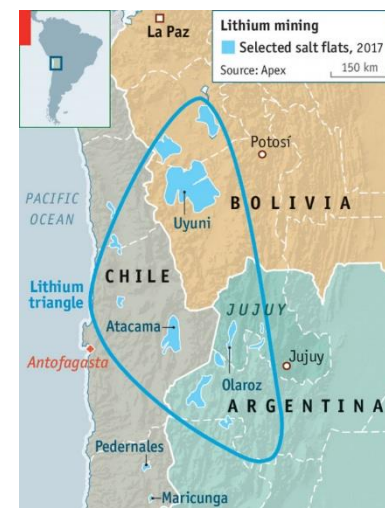 Lithium mining
Selected salt flats, 2017
Source: Apex
150 km
La Paz
Potosí
PACIFIC
OCEAN
BOLIVIA
Uyuni
CHILE
Lithium
triangle
JUJUY
Atacama
Antofagasta
Jujuy
Olaroz
ARGENTINA
Pedernales
Maricunga